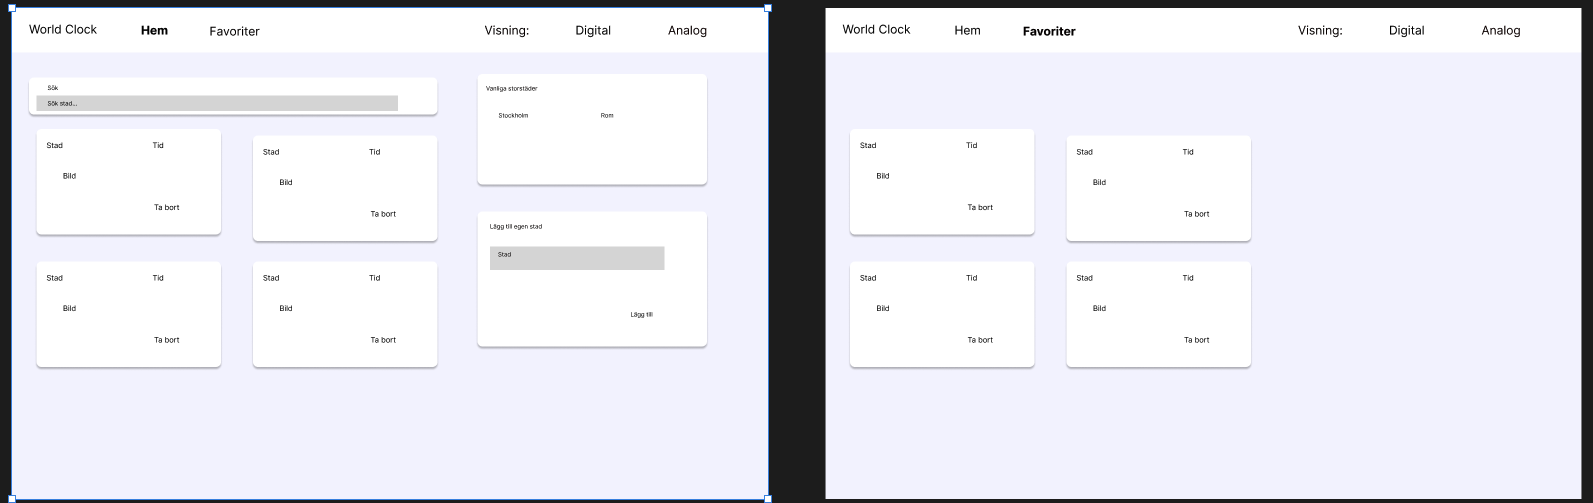 World Clock Hem Favoriter Visning: Digital Analog
Sök
Sök stad...
Stad Tid
Bild
Ta bort
Stad Tid
Bild
Ta bort
Stad Tid
Bild
Ta bort
Stad Tid
Bild
Ta bort
Vanliga storstäder
Stockholm Rom
Lägg till egen stad
Stad
Lägg till
World Clock Hem Favoriter Visning: Digital Analog
Stad Tid
Bild
Ta bort
Stad Tid
Bild
Ta bort
Stad Tid
Bild
Ta bort
Stad Tid
Bild
Ta bort